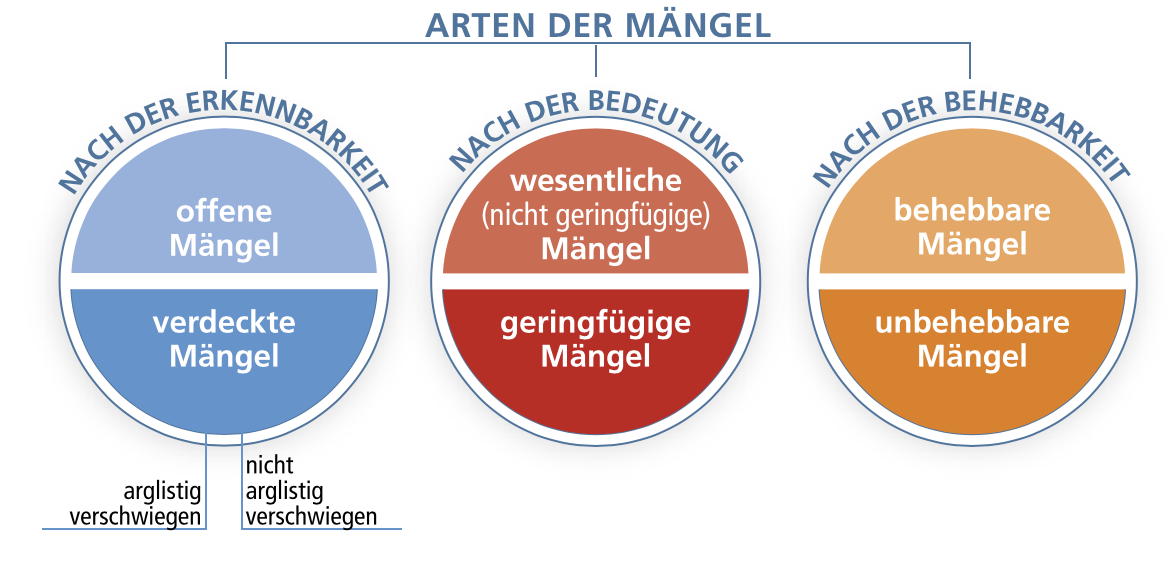 ARTEN DER MÄNGEL
NACH DER ERKENNBARKEIT
offene
Mängel
verdeckte
Mängel
arglistig
verschwiegen
nicht
arglistig
verschwiegen
NACH DER BEDEUTUNG
wesentliche
(nicht geringfügige)
Mängel
geringfügige
Mängel
NACH DER BEHEBBARKEIT
behebbare
Mängel
unbehebbare
Mängel